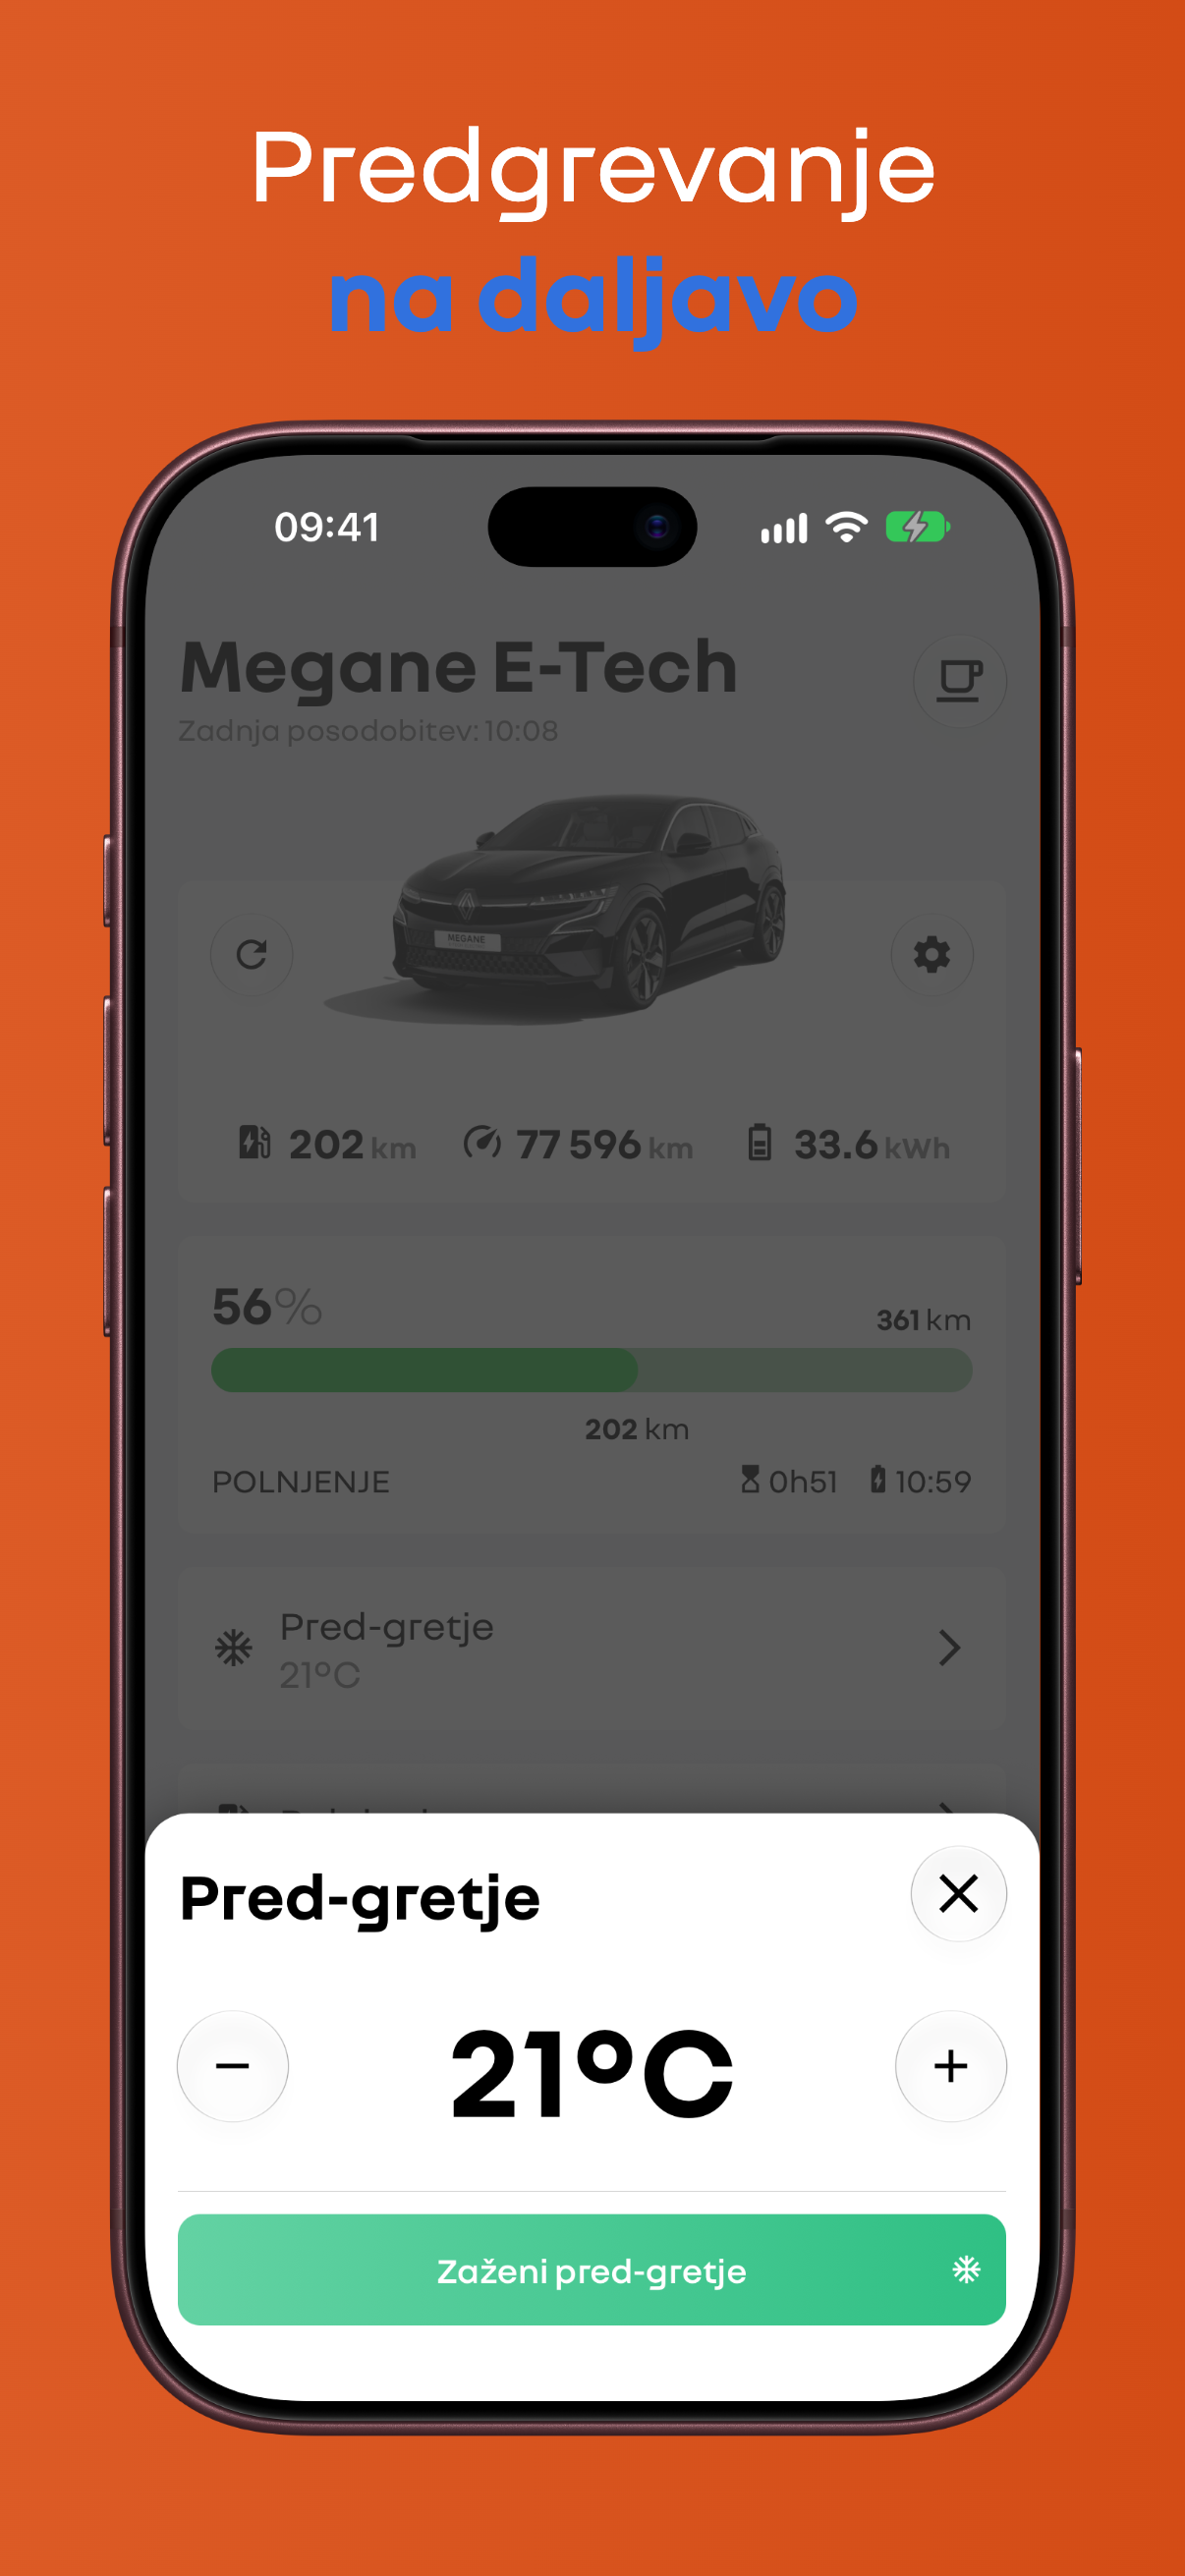 Predgrevanje
na daljavo
09:41
Megane E-Tech
Zadnja posodobitev: 10:08
MEGANE
202 km 77 596 km 33.6 kWh
56%
361 km
202 km
POLNJENJE 0h51 10:59
Pred-gretje
21°C
Pred-gretje
21°C
Zaženi pred-gretje